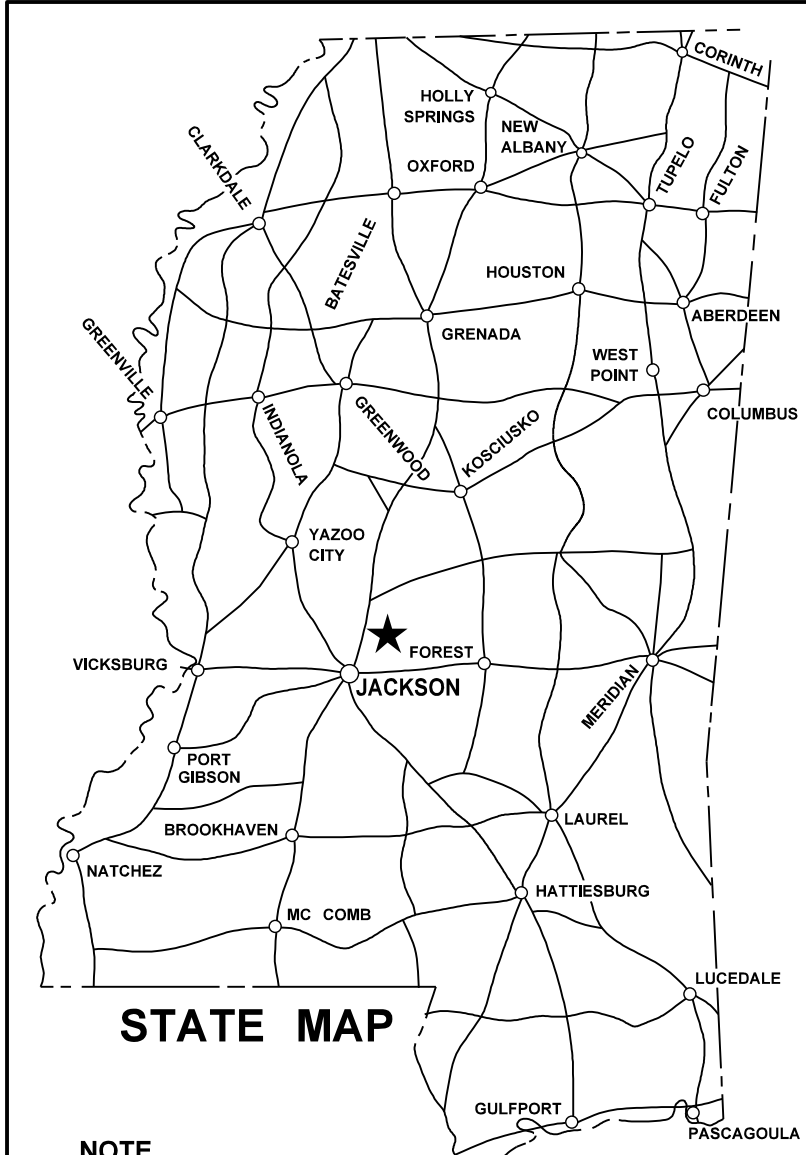 CORINTH
HOLLY
SPRINGS
NEW
ALBANY
CLARKDALE
OXFORD
TUPELO
FULTON
BATESVILLE
HOUSTON
ABERDEEN
GRENADA
GREENVILLE
WEST
POINT
COLUMBUS
INDIANOLA
GREENWOOD
KOSCIUSKO
YAZOO
CITY
VICKSBURG
FOREST
JACKSON
MERIDIAN
PORT
GIBSON
BROOKHAVEN
LAUREL
NATCHEZ
HATTIESBURG
MC COMB
LUCEDALE
STATE MAP
GULFPORT
PASCAGOULA
NOTE